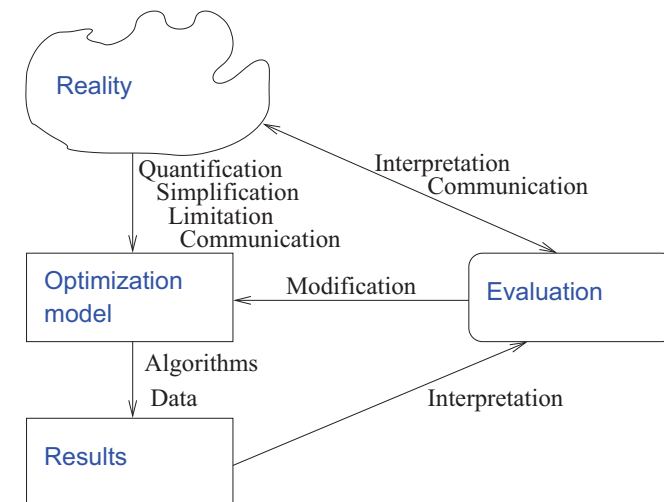 Reality
Quantification
Simplification
Limitation
Communication
Interpretation
Communication
Optimization
model
Modification
Evaluation
Algorithms
Data
Interpretation
Results